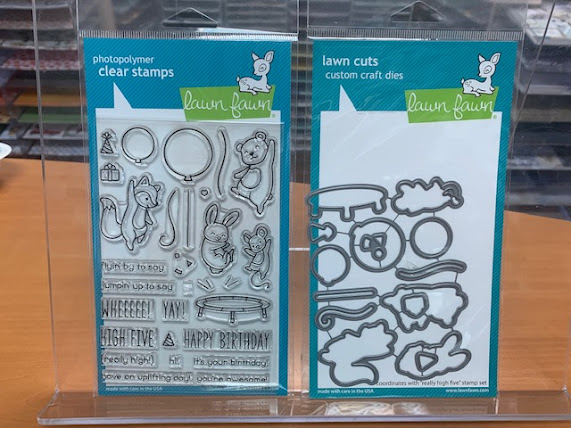 photopolymer
clear stamps
lawn fawn
flyin' by to say
jumpin' up to say
WHEEEEE! YAY!
HIGH FIVE HAPPY BIRTHDAY
(really high!) hi! it's your birthday!
have an uplifting day! you're awesome!
made with care in the USA
lawn cuts
custom craft dies
lawn fawn
coordinates with "really high five" stamp set
made with care in the USA
www.lawnfawn.com